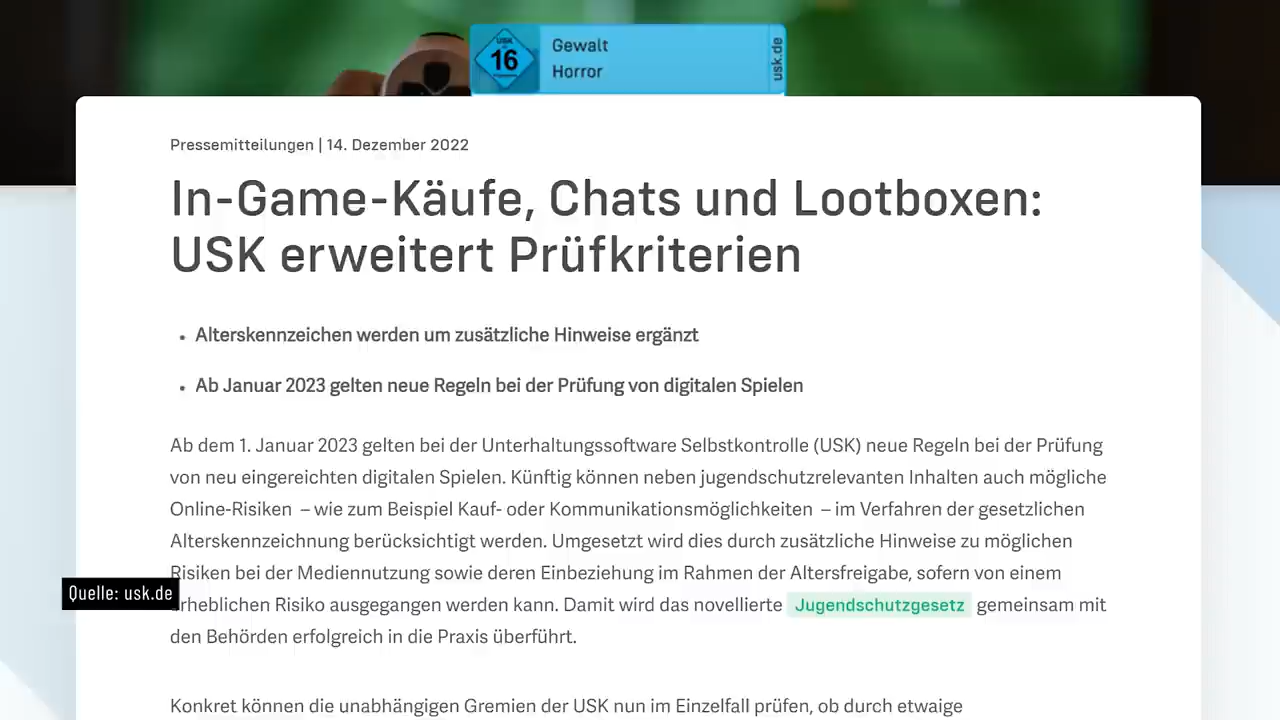 USK
16
Gewalt
Horror
usk.de
Pressemitteilungen | 14. Dezember 2022
In-Game-Käufe, Chats und Lootboxen:
USK erweitert Prüfkriterien
• Alterskennzeichen werden um zusätzliche Hinweise ergänzt
• Ab Januar 2023 gelten neue Regeln bei der Prüfung von digitalen Spielen
Ab dem 1. Januar 2023 gelten bei der Unterhaltungssoftware Selbstkontrolle (USK) neue Regeln bei der Prüfung
von neu eingereichten digitalen Spielen. Künftig können neben jugendschutzrelevanten Inhalten auch mögliche
Online-Risiken – wie zum Beispiel Kauf- oder Kommunikationsmöglichkeiten – im Verfahren der gesetzlichen
Alterskennzeichnung berücksichtigt werden. Umgesetzt wird dies durch zusätzliche Hinweise zu möglichen
Risiken bei der Mediennutzung sowie deren Einbeziehung im Rahmen der Altersfreigabe, sofern von einem
Quelle: usk.de
erheblichen Risiko ausgegangen werden kann. Damit wird das novellierte Jugendschutzgesetz gemeinsam mit
den Behörden erfolgreich in die Praxis überführt.
Konkret können die unabhängigen Gremien der USK nun im Einzelfall prüfen, ob durch etwaige